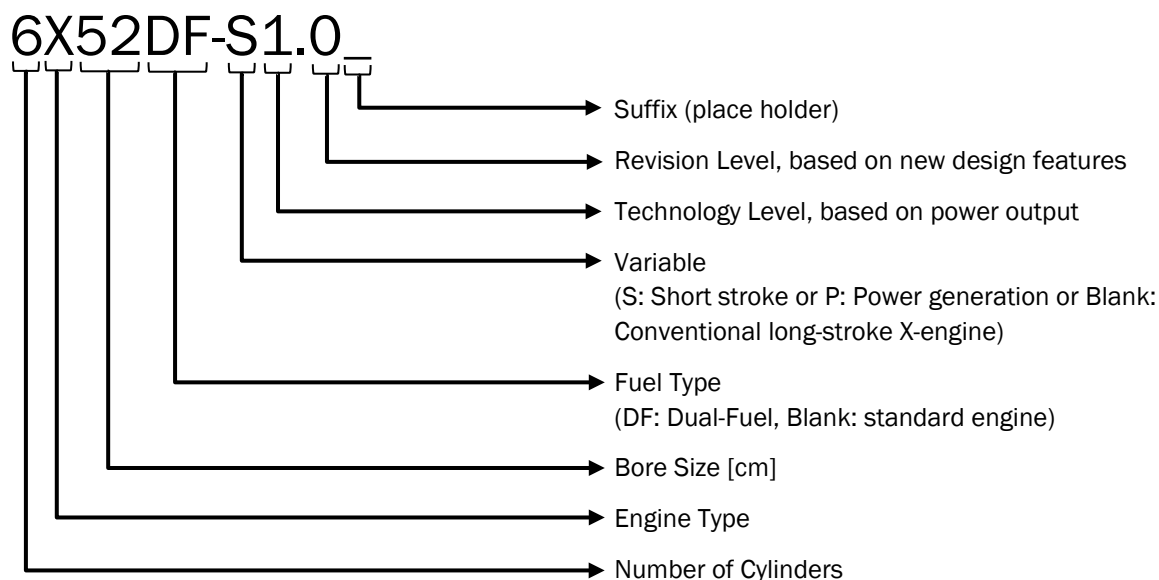 6X52DF-S1.0_
Suffix (place holder)
Revision Level, based on new design features
Technology Level, based on power output
Variable
(S: Short stroke or P: Power generation or Blank:
Conventional long-stroke X-engine)
Fuel Type
(DF: Dual-Fuel, Blank: standard engine)
Bore Size [cm]
Engine Type
Number of Cylinders